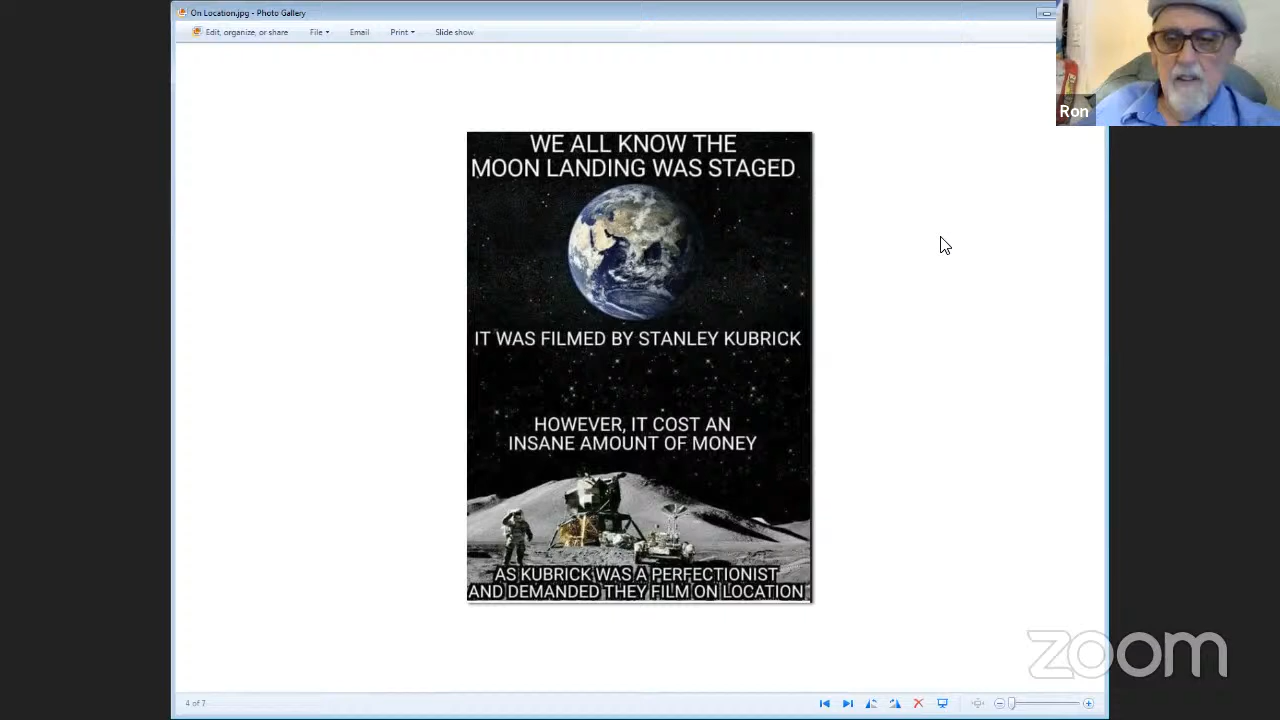 On Location.jpg - Photo Gallery
Edit, organize, or share File Email Print Slide show
Ron
WE ALL KNOW THE
MOON LANDING WAS STAGED
IT WAS FILMED BY STANLEY KUBRICK
HOWEVER, IT COST AN
INSANE AMOUNT OF MONEY
AS KUBRICK WAS A PERFECTIONIST
AND DEMANDED THEY FILM ON LOCATION
zoom
4 of 7